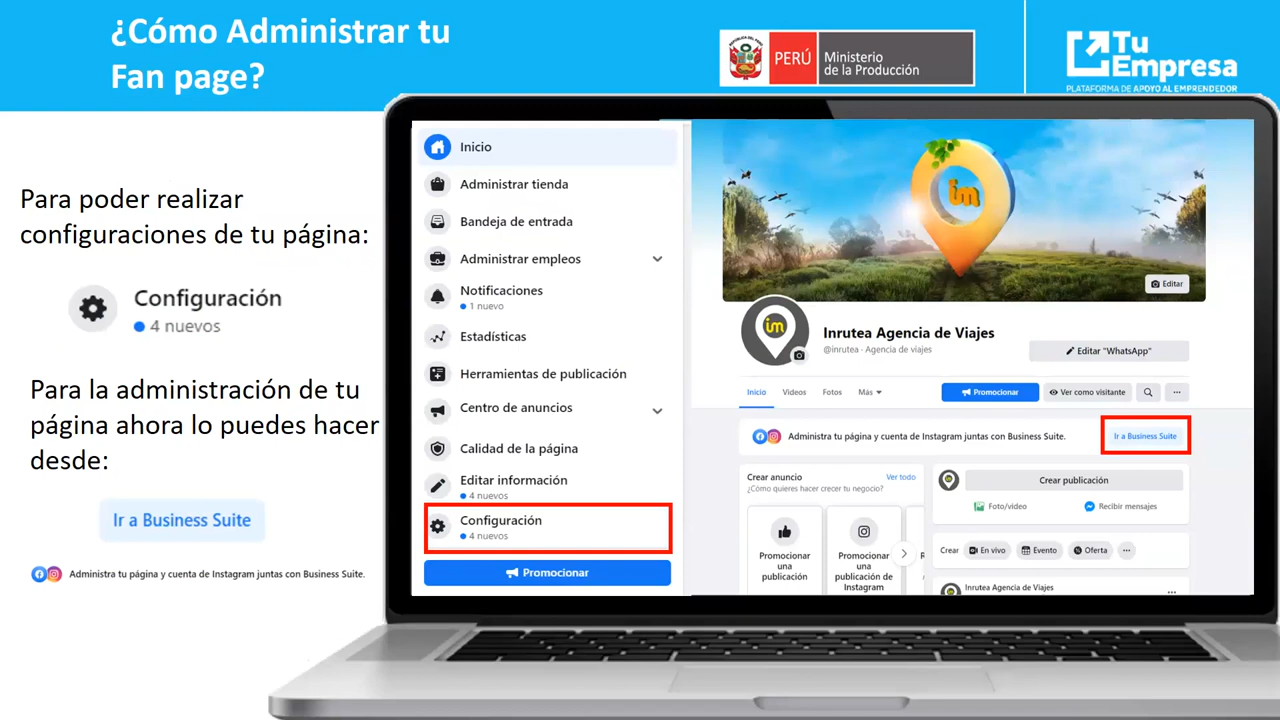 ¿Cómo Administrar tu
Fan page?
PERÚ
Ministerio
de la Producción
Tu
Empresa
PLATAFORMA DE APOYO AL EMPRENDEDOR
Para poder realizar
configuraciones de tu página:
Configuración
4 nuevos
Para la administración de tu
página ahora lo puedes hacer
desde:
Ir a Business Suite
Administra tu página y cuenta de Instagram juntas con Business Suite.
Inicio
Administrar tienda
Bandeja de entrada
Administrar empleos
Notificaciones
1 nuevo
Estadísticas
Herramientas de publicación
Centro de anuncios
Calidad de la página
Editar información
4 nuevos
Configuración
4 nuevos
Promocionar
im
Editar
im
Inrutea Agencia de Viajes
@inrutea · Agencia de viajes
Editar "WhatsApp"
Inicio Videos Fotos Más
Promocionar Ver como visitante ...
Administra tu página y cuenta de Instagram juntas con Business Suite.
Ir a Business Suite
Crear anuncio Ver todo
¿Cómo quieres hacer crecer tu negocio?
Promocionar
una
publicación
Promocionar
una
publicación de
Instagram
Crear publicación
Foto/video Recibir mensajes
Crear En vivo Evento Oferta ...
Inrutea Agencia de Viajes ...